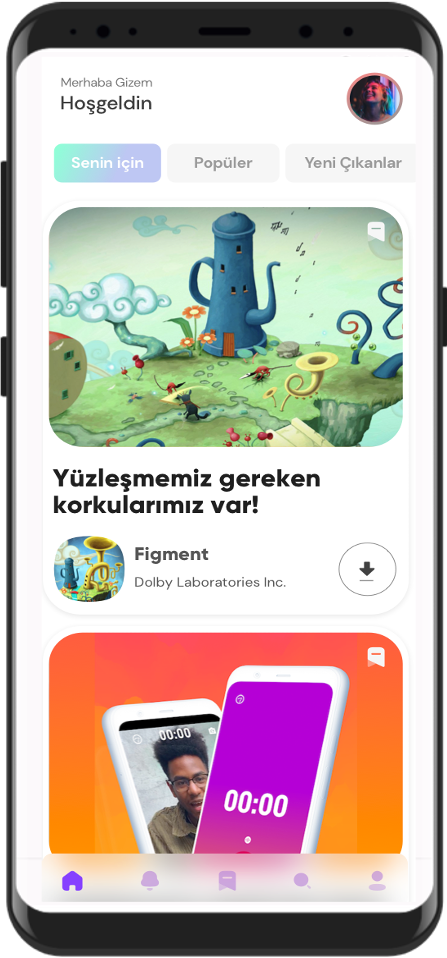 Merhaba Gizem
Hoşgeldin
Senin için
Popüler
Yeni Çıkanlar
Yüzleşmemiz gereken
korkularımız var!
Figment
Dolby Laboratories Inc.
00:00
00:00